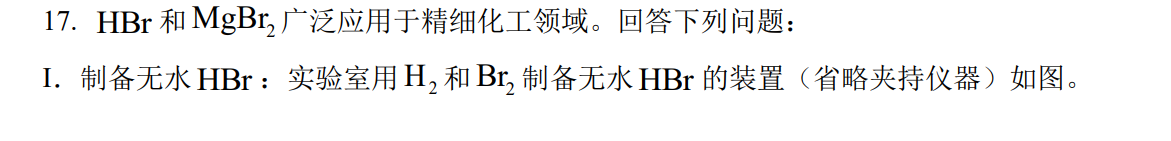 17．HBr 和 MgBr₂ 广泛应用于精细化工领域。回答下列问题：
I．制备无水 HBr：实验室用 H₂ 和 Br₂ 制备无水 HBr 的装置（省略夹持仪器）如图。